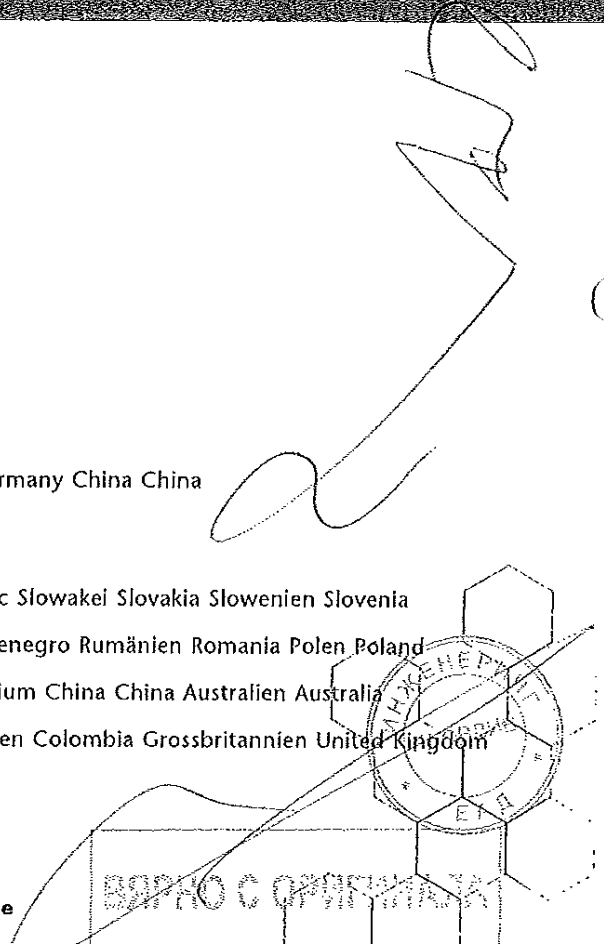 rmany China China
c Slowakei Slovakia Slowenien Slovenia
enegro Rumänien Romania Polen Poland
ium China China Australien Australia
en Colombia Grossbritannien United Kingdom
ВЯРНО С ОРИГИНАЛА
e